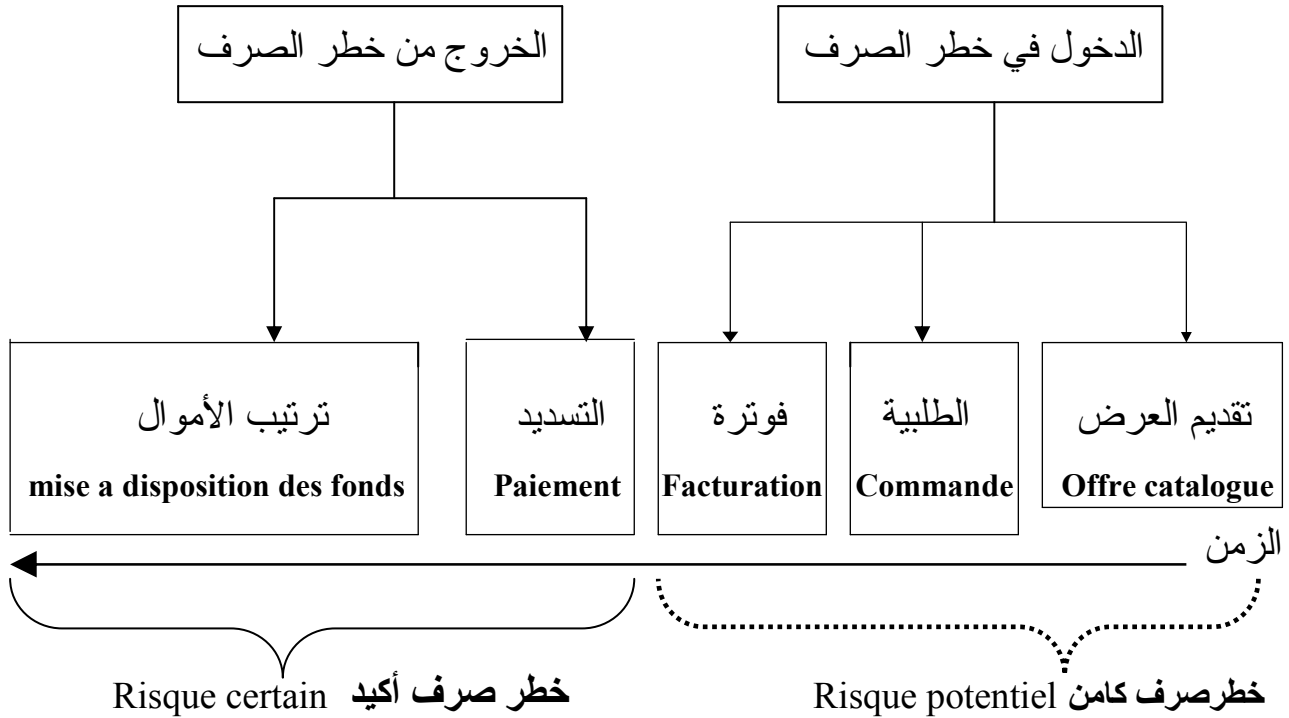 الدخول في خطر الصرف
الخروج من خطر الصرف
تقديم العرض
Offre catalogue
الطلبية
Commande
فوترة
Facturation
التسديد
Paiement
ترتيب الأموال
mise a disposition des fonds
الزمن
خطرصرف كامن Risque potentiel
خطر صرف أكيد Risque certain